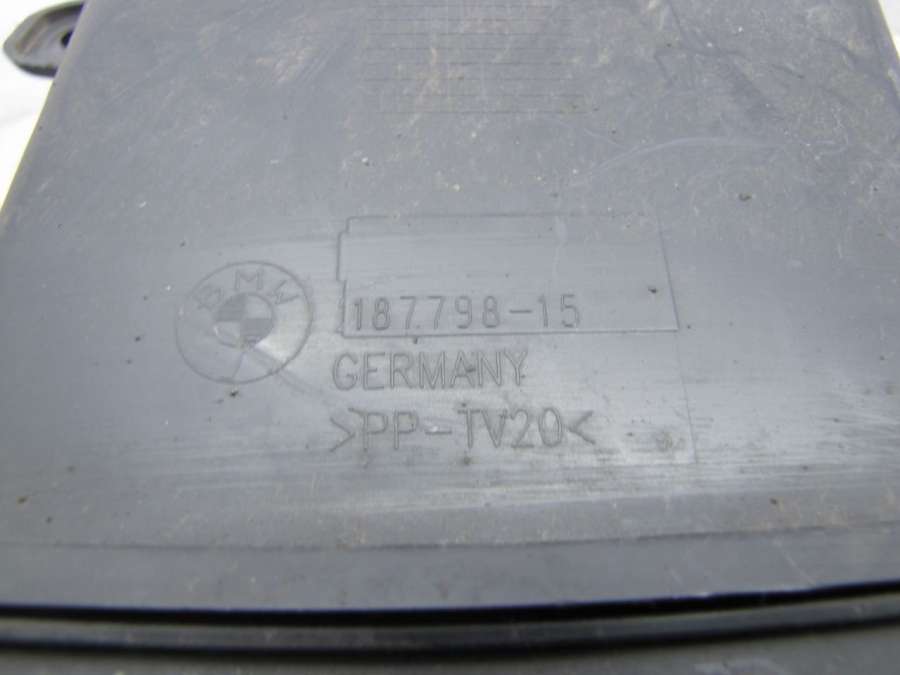 BMW
187798-15
GERMANY
>PP-TV20<